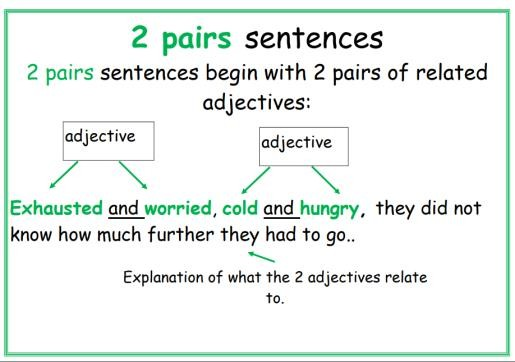 2 pairs sentences
2 pairs sentences begin with 2 pairs of related
adjectives:
adjective
adjective
Exhausted and worried, cold and hungry, they did not
know how much further they had to go..
Explanation of what the 2 adjectives relate
to.